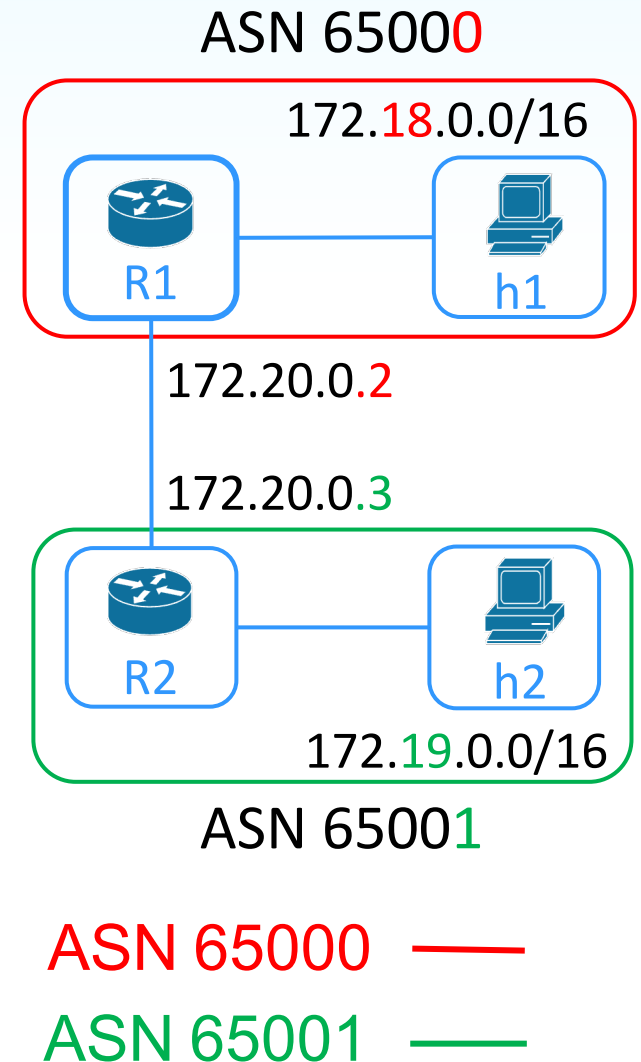 ASN 65000
172.18.0.0/16
R1
h1
172.20.0.2
172.20.0.3
R2
h2
172.19.0.0/16
ASN 65001
ASN 65000
ASN 65001